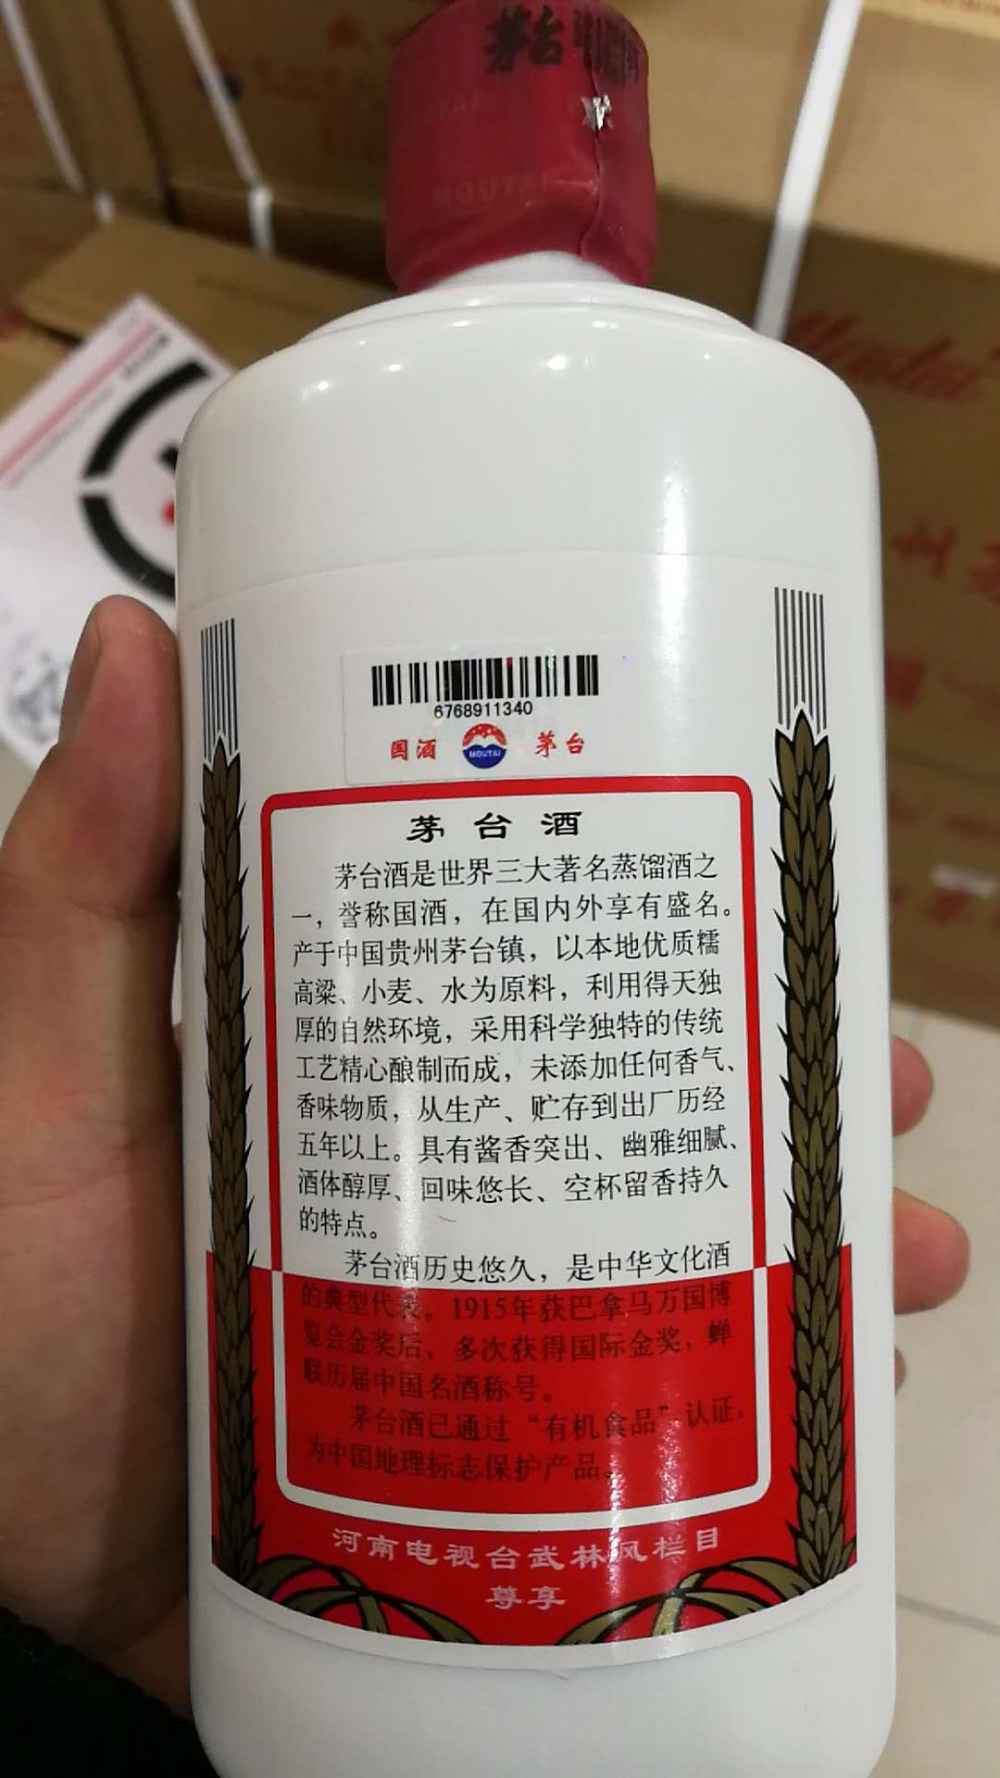 茅台
MOUTAI
Moutai
6768911340
国酒 MOUTAI 茅台
茅台酒
茅台酒是世界三大著名蒸馏酒之
一，誉称国酒，在国内外享有盛名。
产于中国贵州茅台镇，以本地优质糯
高粱、小麦、水为原料，利用得天独
厚的自然环境，采用科学独特的传统
工艺精心酿制而成，未添加任何香气、
香味物质，从生产、贮存到出厂历经
五年以上。具有酱香突出、幽雅细腻、
酒体醇厚、回味悠长、空杯留香持久
的特点。
茅台酒历史悠久，是中华文化酒
的典型代表。1915年获巴拿马万国博
览会金奖后，多次获得国际金奖，蝉
联历届中国名酒称号。
茅台酒已通过“有机食品”认证，
为中国地理标志保护产品。
河南电视台武林风栏目
尊享